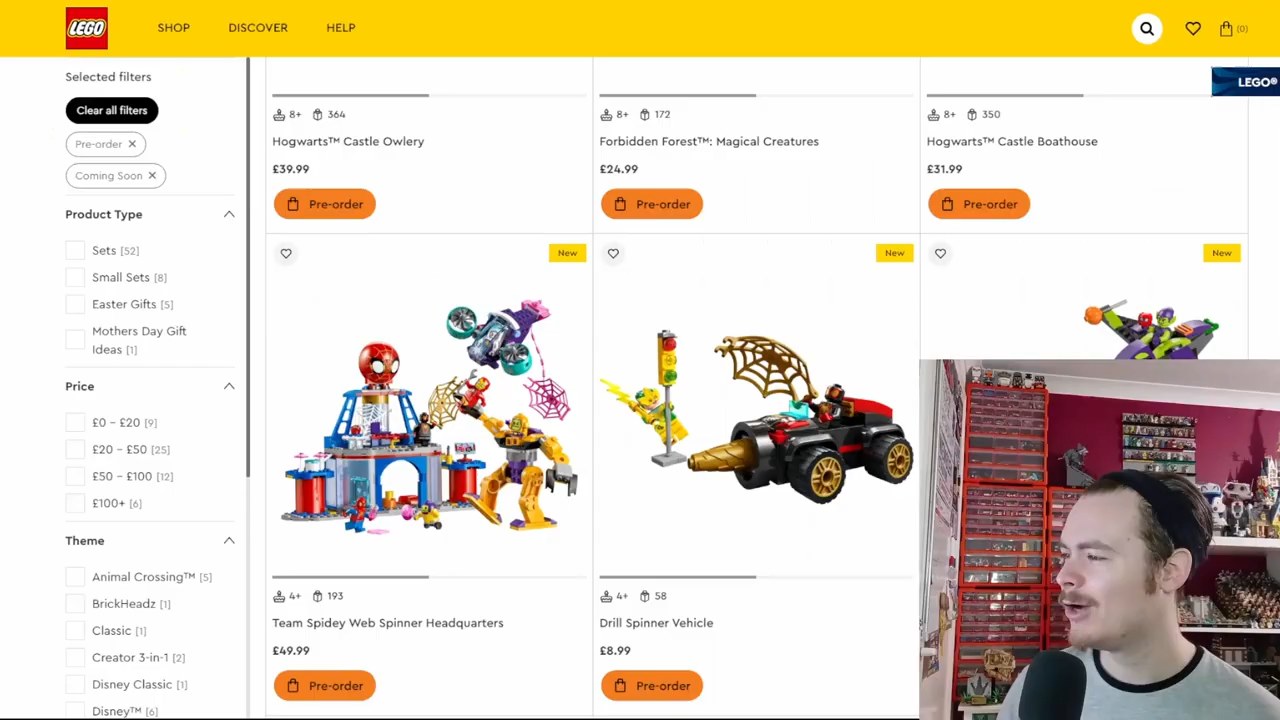 LEGO
SHOP
DISCOVER
HELP
(0)
LEGO®
Selected filters
Clear all filters
Pre-order
Coming Soon
Product Type
Sets [52]
Small Sets [8]
Easter Gifts [5]
Mothers Day Gift
Ideas [1]
Price
£0 – £20 [9]
£20 – £50 [25]
£50 – £100 [12]
£100+ [6]
Theme
Animal Crossing™ [5]
BrickHeadz [1]
Classic [1]
Creator 3-in-1 [2]
Disney Classic [1]
Disney™ [6]
8+ 364
Hogwarts™ Castle Owlery
£39.99
Pre-order
8+ 172
Forbidden Forest™: Magical Creatures
£24.99
Pre-order
8+ 350
Hogwarts™ Castle Boathouse
£31.99
Pre-order
New
4+ 193
Team Spidey Web Spinner Headquarters
£49.99
Pre-order
New
4+ 58
Drill Spinner Vehicle
£8.99
Pre-order
New